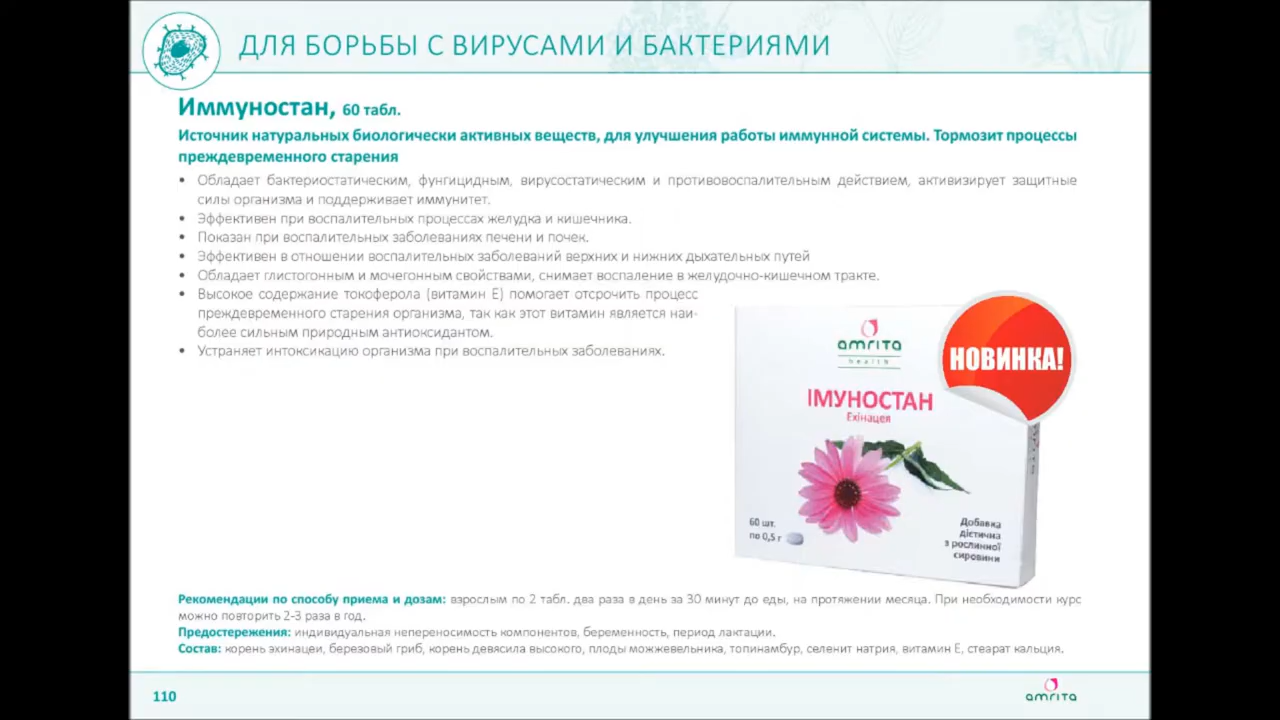 ДЛЯ БОРЬБЫ С ВИРУСАМИ И БАКТЕРИЯМИ
Иммуностан, 60 табл.
Источник натуральных биологически активных веществ, для улучшения работы иммунной системы. Тормозит процессы
преждевременного старения
• Обладает бактериостатическим, фунгицидным, вирусостатическим и противовоспалительным действием, активизирует защитные
силы организма и поддерживает иммунитет.
• Эффективен при воспалительных процессах желудка и кишечника.
• Показан при воспалительных заболеваниях печени и почек.
• Эффективен в отношении воспалительных заболеваний верхних и нижних дыхательных путей
• Обладает глистогонным и мочегонным свойствами, снимает воспаление в желудочно-кишечном тракте.
• Высокое содержание токоферола (витамин Е) помогает отсрочить процесс
преждевременного старения организма, так как этот витамин является наи-
более сильным природным антиоксидантом.
• Устраняет интоксикацию организма при воспалительных заболеваниях.
amrita
health
НОВИНКА!
ІМУНОСТАН
Ехінацея
60 шт.
по 0,5 г
Добавка
дієтична
з рослинної
сировини
Рекомендации по способу приема и дозам: взрослым по 2 табл. два раза в день за 30 минут до еды, на протяжении месяца. При необходимости курс
можно повторить 2-3 раза в год.
Предостережения: индивидуальная непереносимость компонентов, беременность, период лактации.
Состав: корень эхинацеи, березовый гриб, корень девясила высокого, плоды можжевельника, топинамбур, селенит натрия, витамин Е, стеарат кальция.
110
amrita